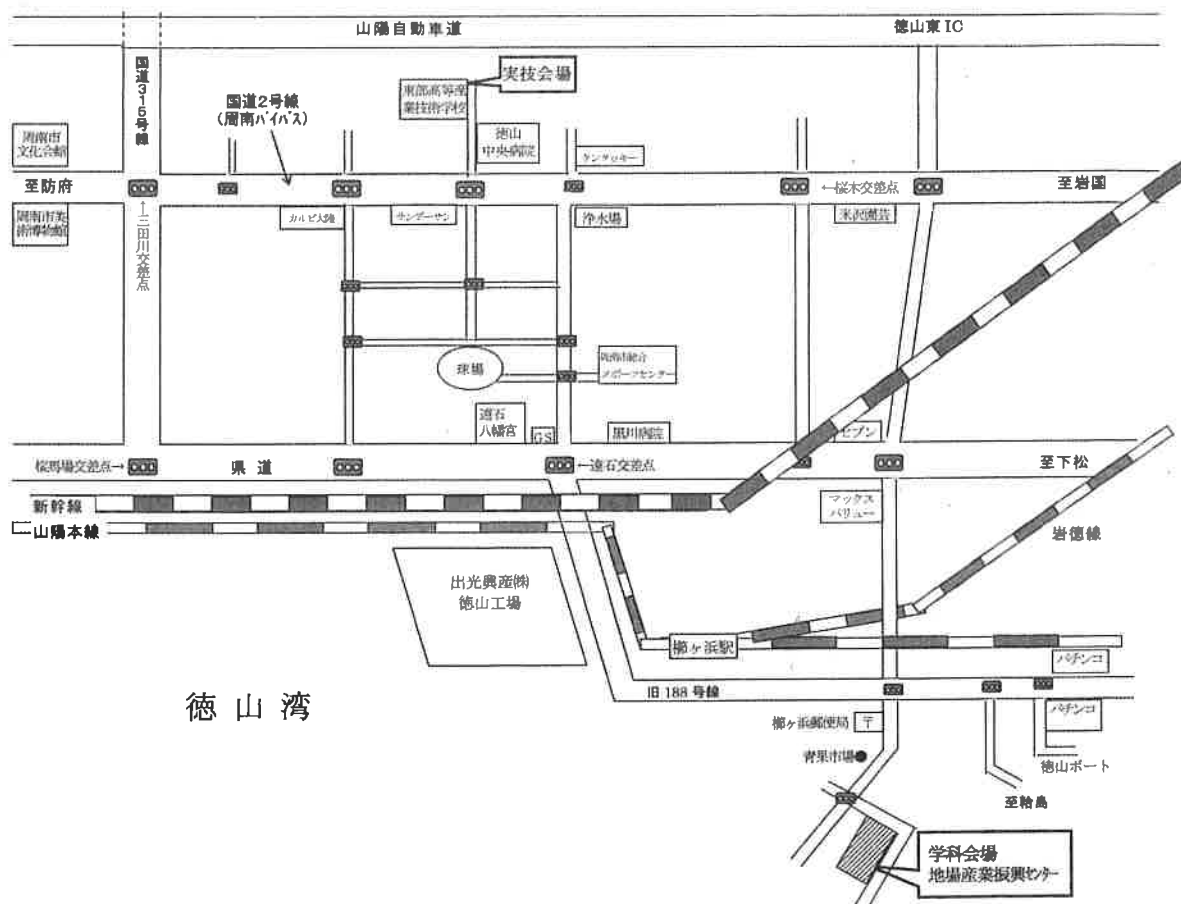 山陽自動車道
徳山東IC
国道315号線
国道2号線
(周南バイパス)
実技会場
東部高等産
業技術学校
徳山
中央病院
ケンタッキー
周南市
文化会館
至防府
←桜木交差点
至岩国
周南市美
術博物館
←三田川交差点
カルビ大陸
サンデーサン
浄水場
米沢園芸
球場
周南市総合
スポーツセンター
遠石
八幡宮
GS
黒川病院
セブン
桜馬場交差点→
県道
←遠石交差点
至下松
新幹線
山陽本線
マックス
バリュー
岩徳線
出光興産㈱
徳山工場
櫛ヶ浜駅
パチンコ
旧188号線
徳山湾
櫛ヶ浜郵便局
〒
パチンコ
青果市場●
徳山ボート
至粭島
学科会場
地場産業振興センター